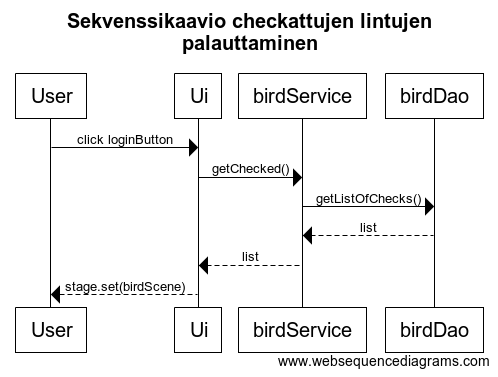 Sekvenssikaavio checkattujen lintujen
palauttaminen
User Ui birdService birdDao
click loginButton
getChecked()
getListOfChecks()
list
list
stage.set(birdScene)
User Ui birdService birdDao
www.websequencediagrams.com